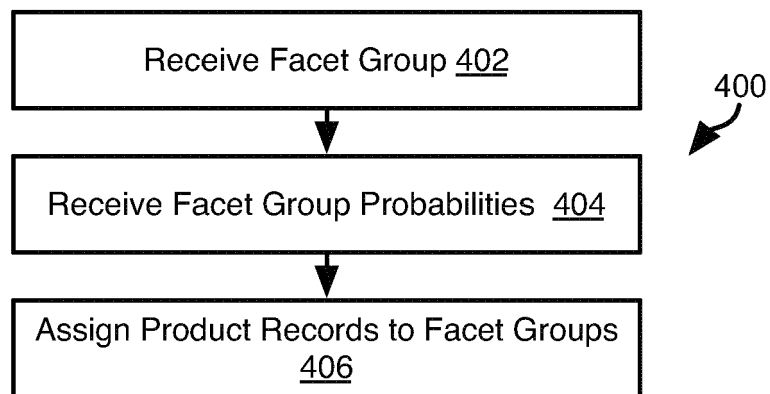 Receive Facet Group 402
400
Receive Facet Group Probabilities 404
Assign Product Records to Facet Groups
406